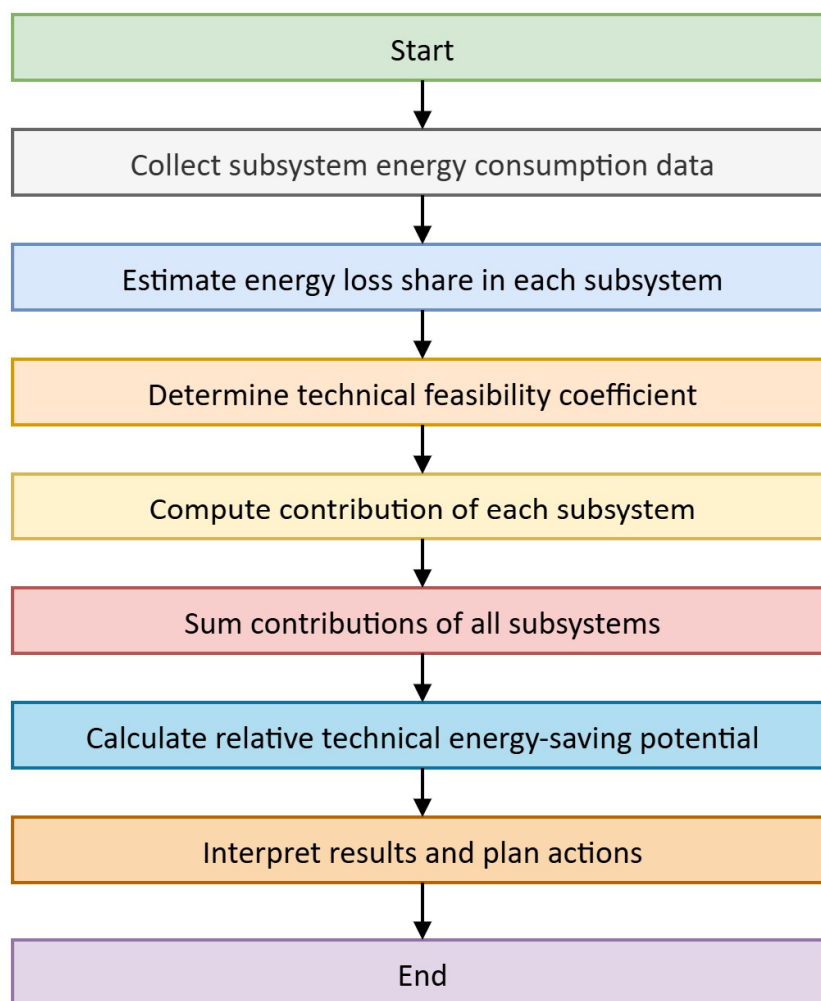 Start
Collect subsystem energy consumption data
Estimate energy loss share in each subsystem
Determine technical feasibility coefficient
Compute contribution of each subsystem
Sum contributions of all subsystems
Calculate relative technical energy-saving potential
Interpret results and plan actions
End